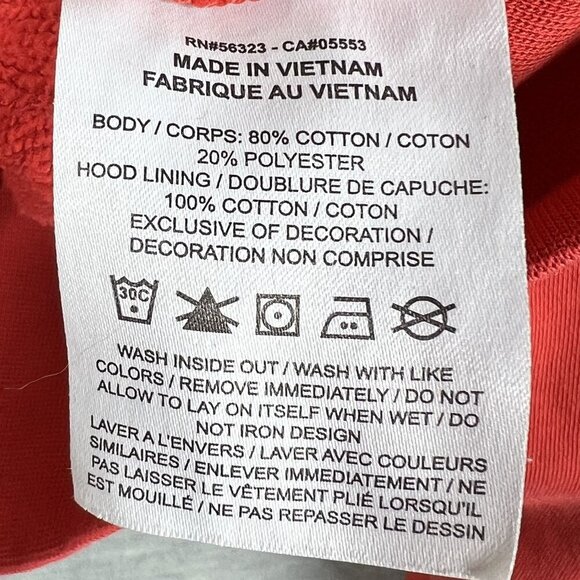 RN#56323 - CA#05553
MADE IN VIETNAM
FABRIQUE AU VIETNAM
BODY / CORPS: 80% COTTON / COTON
20% POLYESTER
HOOD LINING / DOUBLURE DE CAPUCHE:
100% COTTON / COTON
EXCLUSIVE OF DECORATION /
DECORATION NON COMPRISE
30C
WASH INSIDE OUT / WASH WITH LIKE
COLORS / REMOVE IMMEDIATELY / DO NOT
ALLOW TO LAY ON ITSELF WHEN WET / DO
NOT IRON DESIGN
LAVER A L'ENVERS / LAVER AVEC COULEURS
SIMILAIRES / ENLEVER IMMEDIATEMENT / NE
PAS LAISSER LE VÊTEMENT PLIÉ LORSQU'IL
EST MOUILLÉ / NE PAS REPASSER LE DESSIN